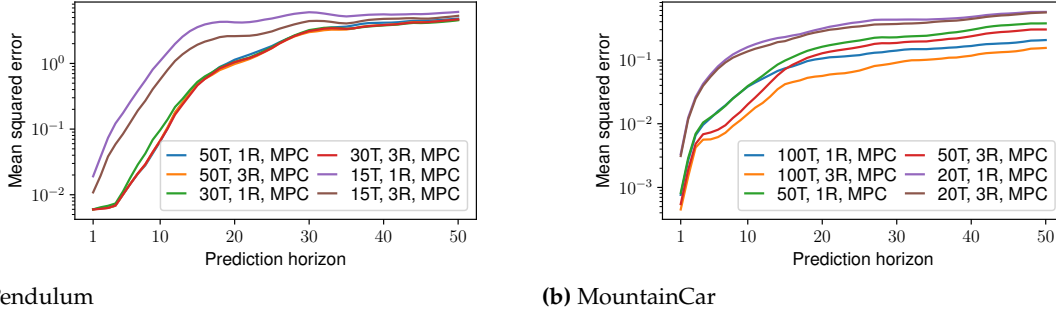 Mean squared error
10^0
10^{-1}
10^{-2}
50T, 1R, MPC
50T, 3R, MPC
30T, 1R, MPC
30T, 3R, MPC
15T, 1R, MPC
15T, 3R, MPC
1 10 20 30 40 50
Prediction horizon
endulum
Mean squared error
10^{-1}
10^{-2}
10^{-3}
100T, 1R, MPC
100T, 3R, MPC
50T, 1R, MPC
50T, 3R, MPC
20T, 1R, MPC
20T, 3R, MPC
1 10 20 30 40 50
Prediction horizon
(b) MountainCar